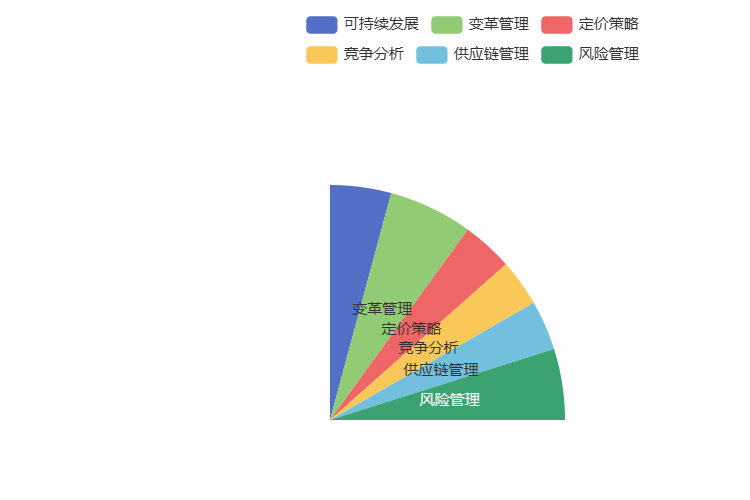 可持续发展 变革管理 定价策略
竞争分析 供应链管理 风险管理
变革管理
定价策略
竞争分析
供应链管理
风险管理